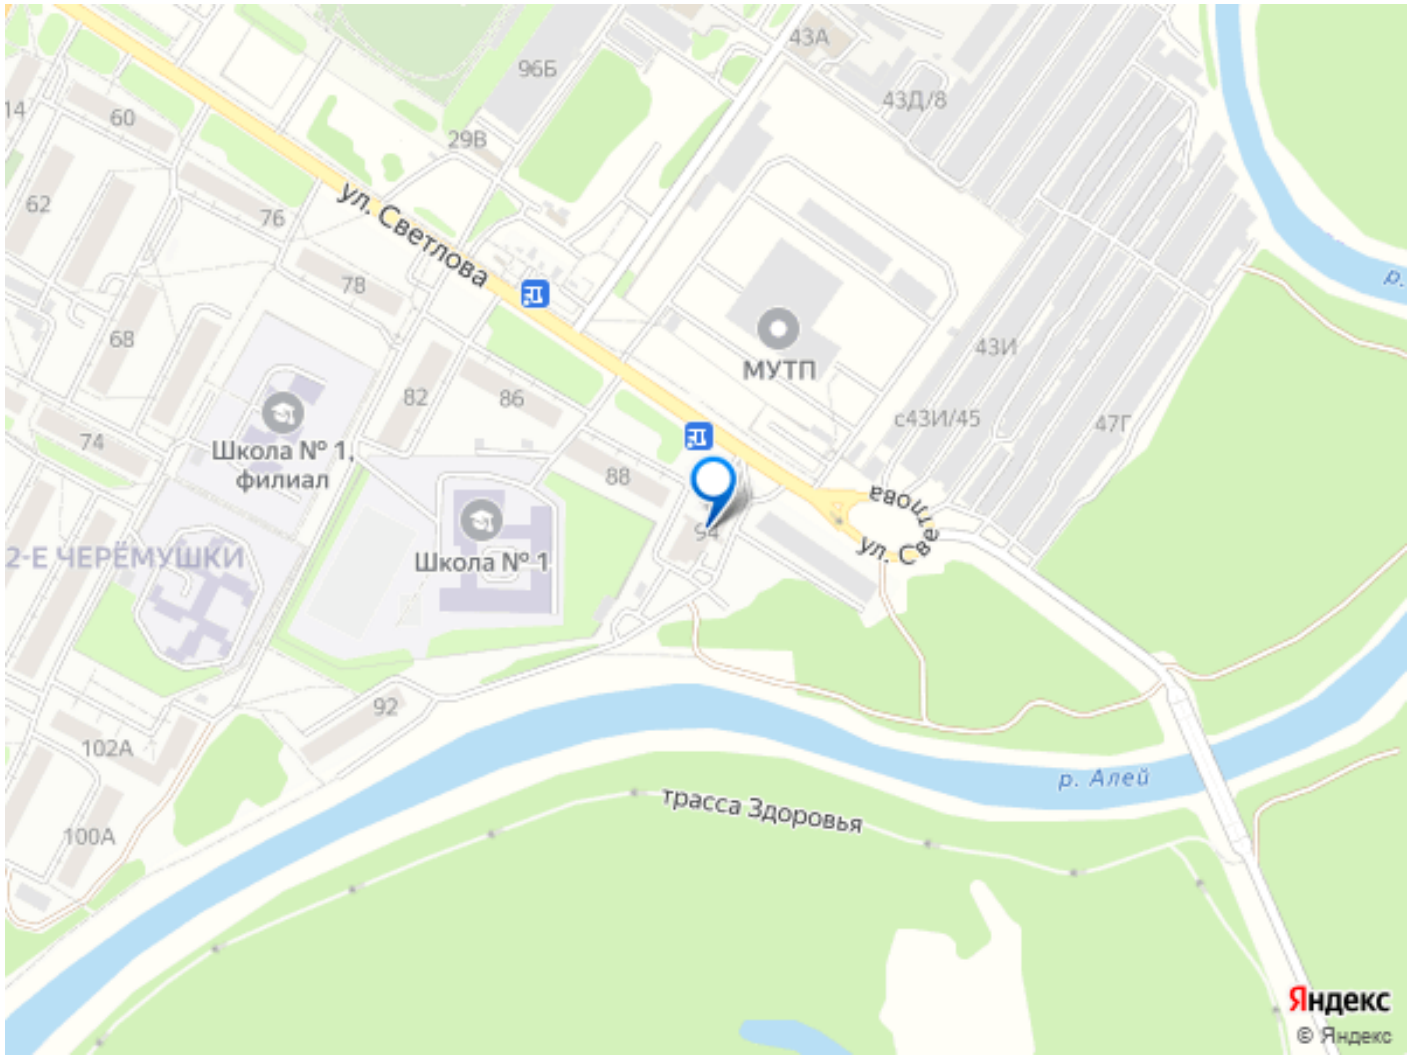 43А
96Б
43Д/8
14
60
29В
62
76
ул. Светлова
78
р.
68
МУТП
43И
82
86
с43И/45
47Г
74
Школа № 1,
филиал
88
ул. Светлова
94
2-Е ЧЕРЁМУШКИ
Школа № 1
92
102А
р. Алей
трасса Здоровья
100А
Яндекс
© Яндекс